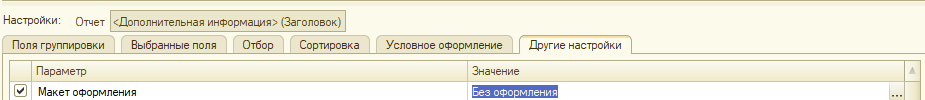 Настройки: Отчет <Дополнительная информация> (Заголовок)
Поля группировки Выбранные поля Отбор Сортировка Условное оформление Другие настройки
Параметр Значение
Макет оформления Без оформления ...